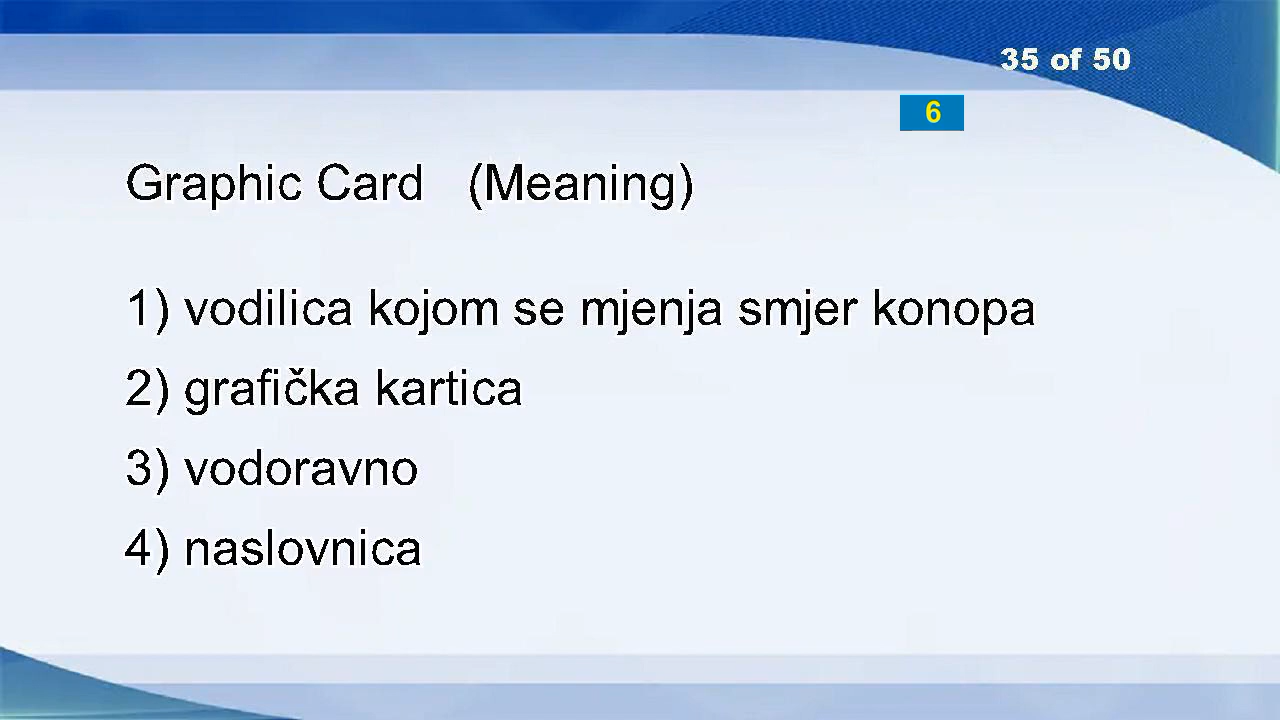 35 of 50
6
Graphic Card (Meaning)
1) vodilica kojom se mjenja smjer konopa
2) grafička kartica
3) vodoravno
4) naslovnica